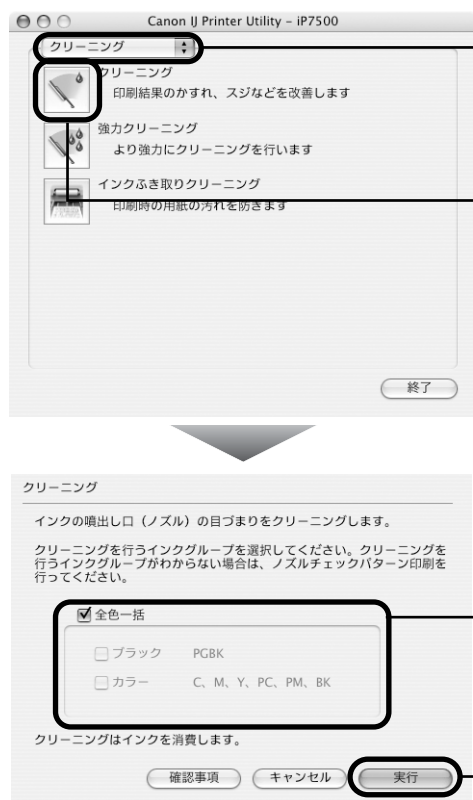 Canon IJ Printer Utility – iP7500
クリーニング
クリーニング
印刷結果のかすれ、スジなどを改善します
強力クリーニング
より強力にクリーニングを行います
インクふき取りクリーニング
印刷時の用紙の汚れを防ぎます
終了
クリーニング
インクの噴出し口（ノズル）の目づまりをクリーニングします。
クリーニングを行うインクグループを選択してください。クリーニングを
行うインクグループがわからない場合は、ノズルチェックパターン印刷を
行ってください。
全色一括
ブラック PGBK
カラー C、M、Y、PC、PM、BK
クリーニングはインクを消費します。
確認事項 キャンセル 実行